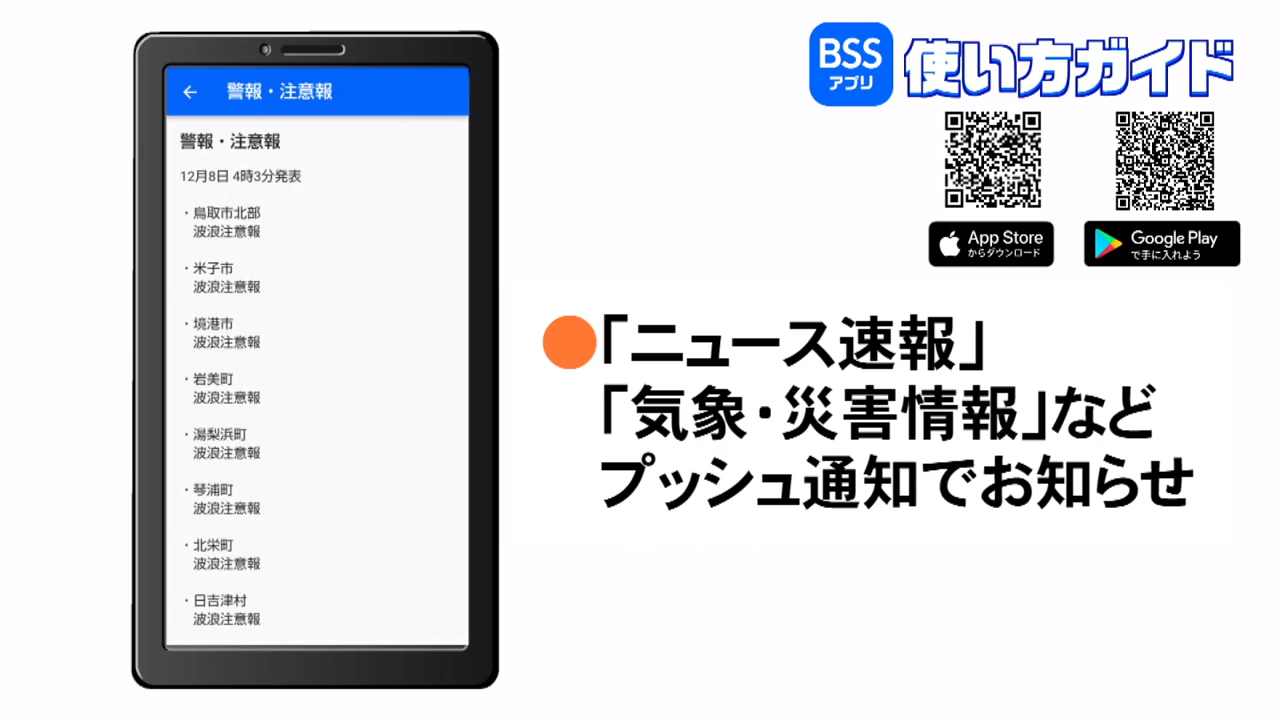 警報・注意報
警報・注意報
12月8日 4時3分発表
・鳥取市北部
波浪注意報
・米子市
波浪注意報
・境港市
波浪注意報
・岩美町
波浪注意報
・湯梨浜町
波浪注意報
・琴浦町
波浪注意報
・北栄町
波浪注意報
・日吉津村
波浪注意報
BSS
アプリ
使い方ガイド
App Store
からダウンロード
Google Play
で手に入れよう
「ニュース速報」
「気象・災害情報」など
プッシュ通知でお知らせ